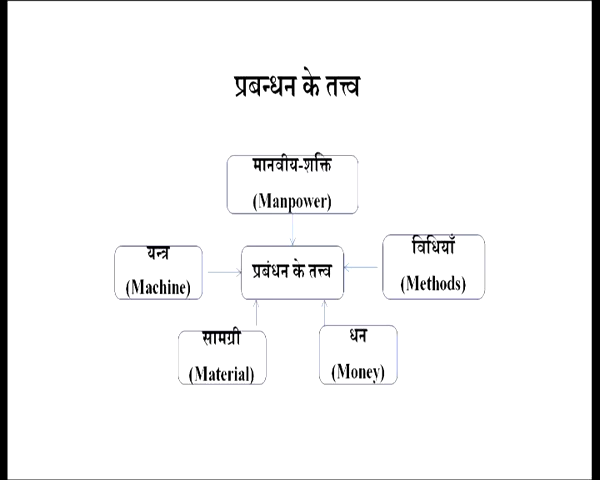 प्रबन्धन के तत्त्व
मानवीय-शक्ति
(Manpower)
यन्त्र
(Machine)
प्रबंधन के तत्त्व
विधियाँ
(Methods)
सामग्री
(Material)
धन
(Money)